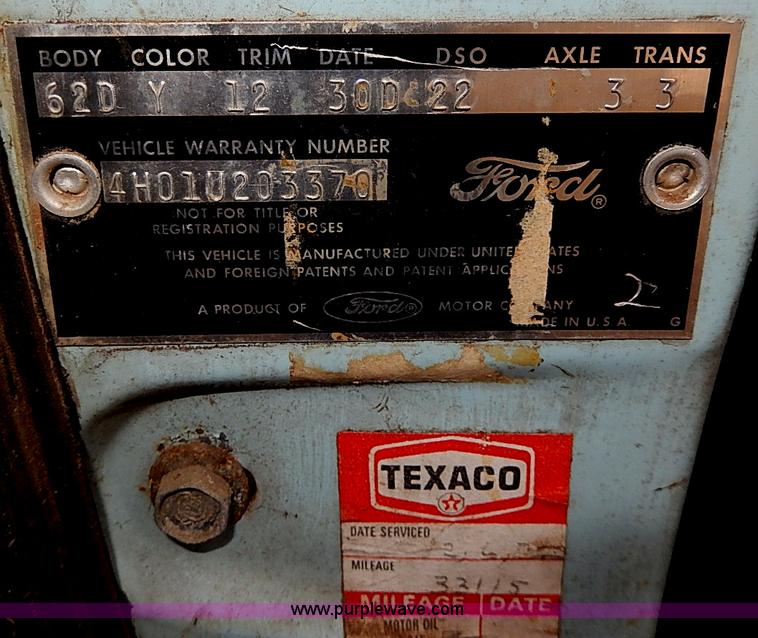 BODY COLOR TRIM DATE DSO AXLE TRANS
62D Y 12 30D 22 3 3
VEHICLE WARRANTY NUMBER
4H01U203370
Ford®
NOT FOR TITLE OR
REGISTRATION PURPOSES
THIS VEHICLE IS MANUFACTURED UNDER UNITED STATES
AND FOREIGN PATENTS AND PATENT APPLICATIONS
A PRODUCT OF Ford® MOTOR COMPANY
2
MADE IN U.S.A. G
TEXACO
DATE SERVICED
MILEAGE
33115
MILEAGE DATE
www.purplewave.com
MOTOR OIL